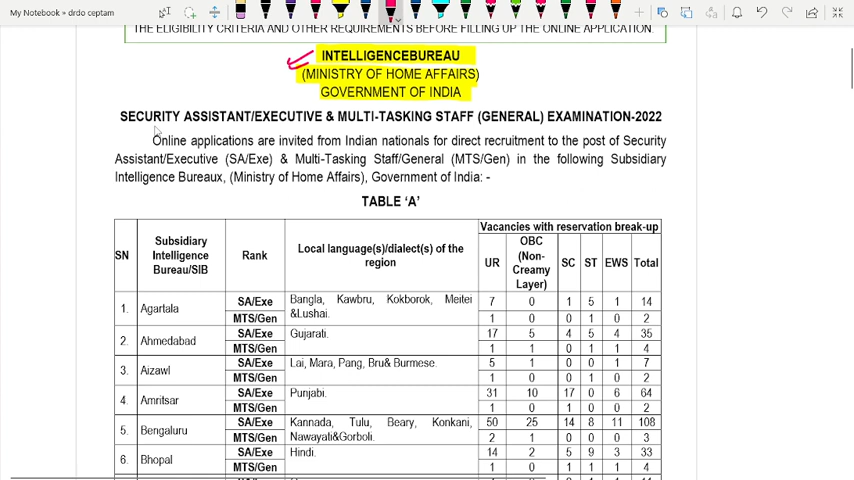 My Notebook > drdo ceptam
THE ELIGIBILITY CRITERIA AND OTHER REQUIREMENTS BEFORE FILLING UP THE ONLINE APPLICATION.
INTELLIGENCEBUREAU
(MINISTRY OF HOME AFFAIRS)
GOVERNMENT OF INDIA
SECURITY ASSISTANT/EXECUTIVE & MULTI-TASKING STAFF (GENERAL) EXAMINATION-2022
Online applications are invited from Indian nationals for direct recruitment to the post of Security
Assistant/Executive (SA/Exe) & Multi-Tasking Staff/General (MTS/Gen) in the following Subsidiary
Intelligence Bureaux, (Ministry of Home Affairs), Government of India: -
TABLE ‘A’
SN Subsidiary Intelligence Bureau/SIB Rank Local language(s)/dialect(s) of the region Vacancies with reservation break-up
UR OBC (Non-Creamy Layer) SC ST EWS Total
1. Agartala SA/Exe Bangla, Kawbru, Kokborok, Meitei &Lushai. 7 0 1 5 1 14
MTS/Gen 1 0 0 1 0 2
2. Ahmedabad SA/Exe Gujarati. 17 5 4 5 4 35
MTS/Gen 1 1 0 1 1 4
3. Aizawl SA/Exe Lai, Mara, Pang, Bru& Burmese. 5 1 0 0 1 7
MTS/Gen 1 0 0 1 0 2
4. Amritsar SA/Exe Punjabi. 31 10 17 0 6 64
MTS/Gen 1 0 1 0 0 2
5. Bengaluru SA/Exe Kannada, Tulu, Beary, Konkani, Nawayati&Gorboli. 50 25 14 8 11 108
MTS/Gen 2 1 0 0 0 3
6. Bhopal SA/Exe Hindi. 14 2 5 9 3 33
MTS/Gen 1 0 1 1 1 4